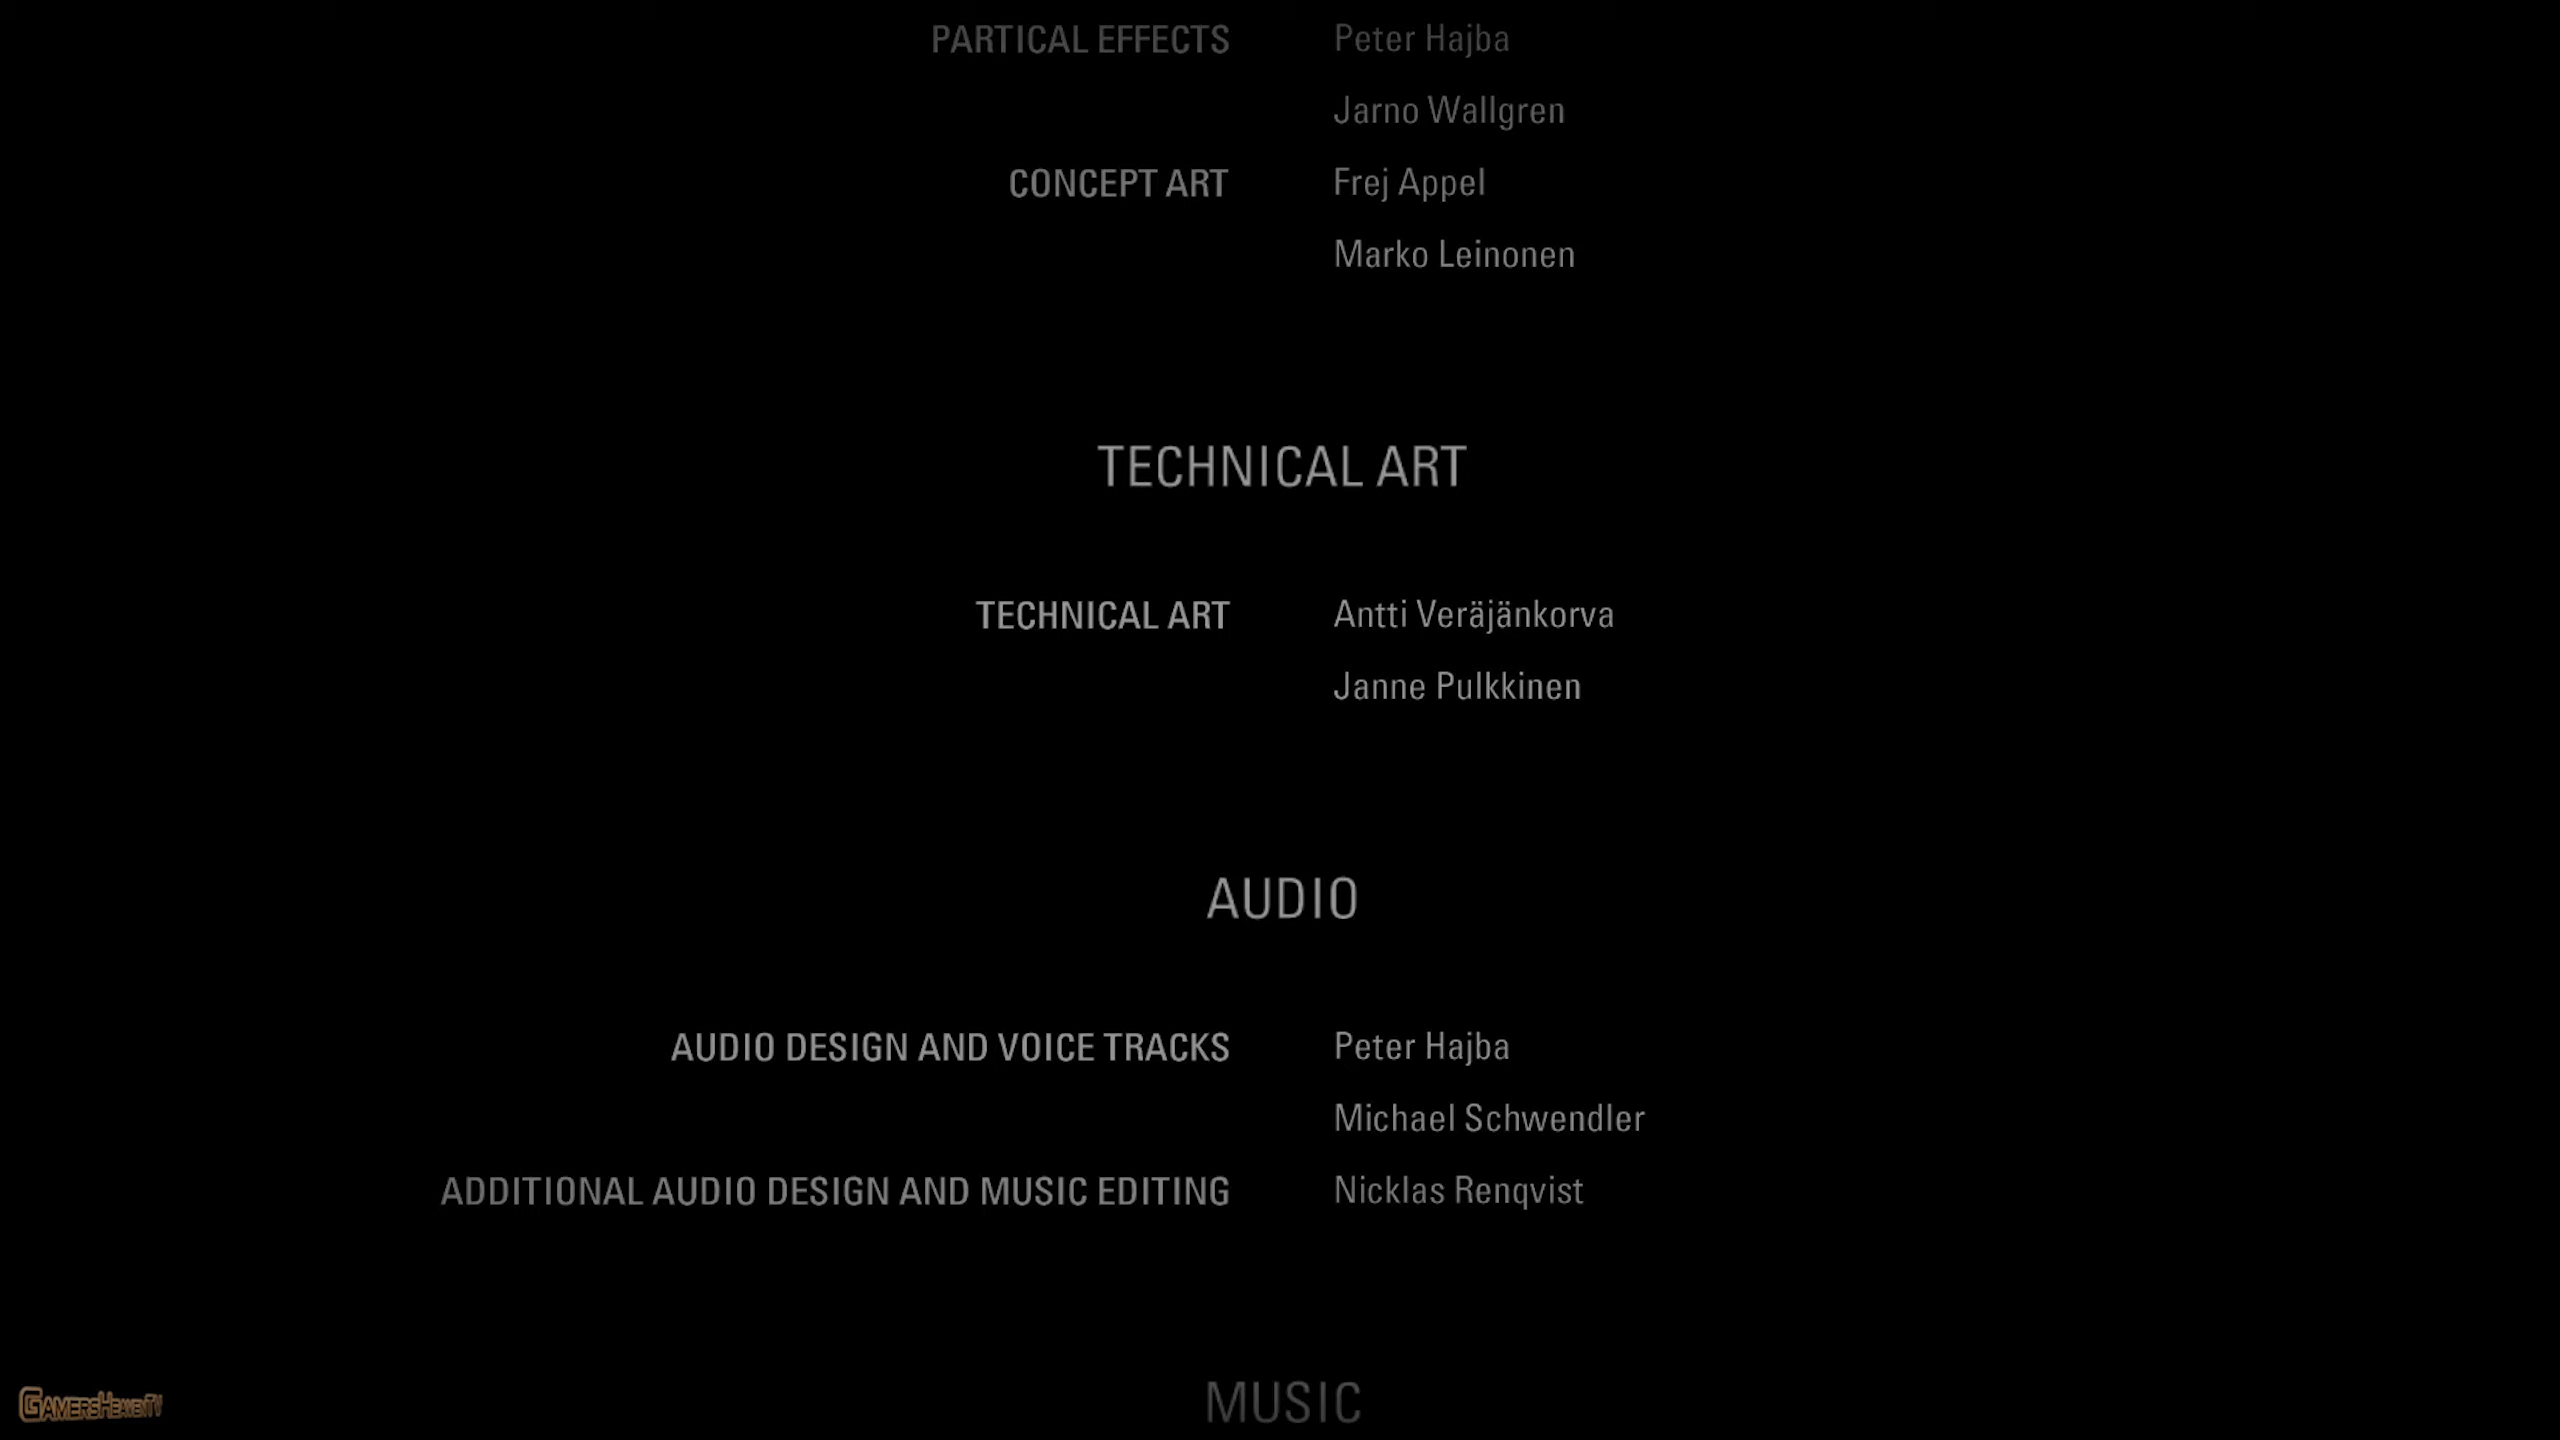 PARTICAL EFFECTS Peter Hajba
Jarno Wallgren
CONCEPT ART Frej Appel
Marko Leinonen
TECHNICAL ART
TECHNICAL ART Antti Veräjänkorva
Janne Pulkkinen
AUDIO
AUDIO DESIGN AND VOICE TRACKS Peter Hajba
Michael Schwendler
ADDITIONAL AUDIO DESIGN AND MUSIC EDITING Nicklas Renqvist
MUSIC
GAMERSHEAVENTV